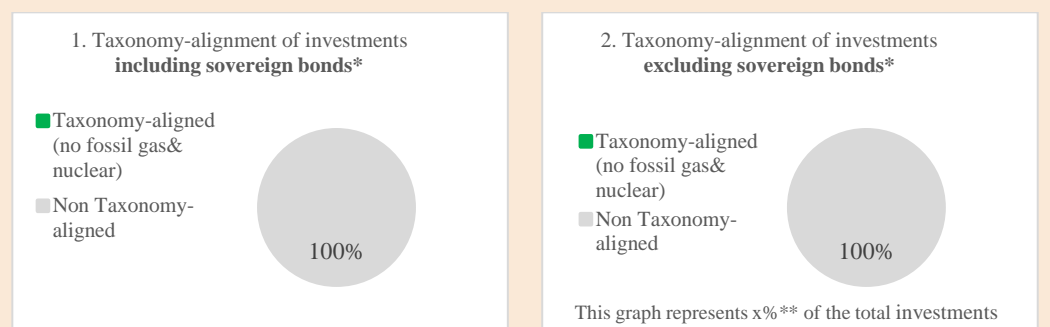 1. Taxonomy-alignment of investments
including sovereign bonds*
Taxonomy-aligned
(no fossil gas&
nuclear)
Non Taxonomy-
aligned
100%
2. Taxonomy-alignment of investments
excluding sovereign bonds*
Taxonomy-aligned
(no fossil gas&
nuclear)
Non Taxonomy-
aligned
100%
This graph represents x%** of the total investments